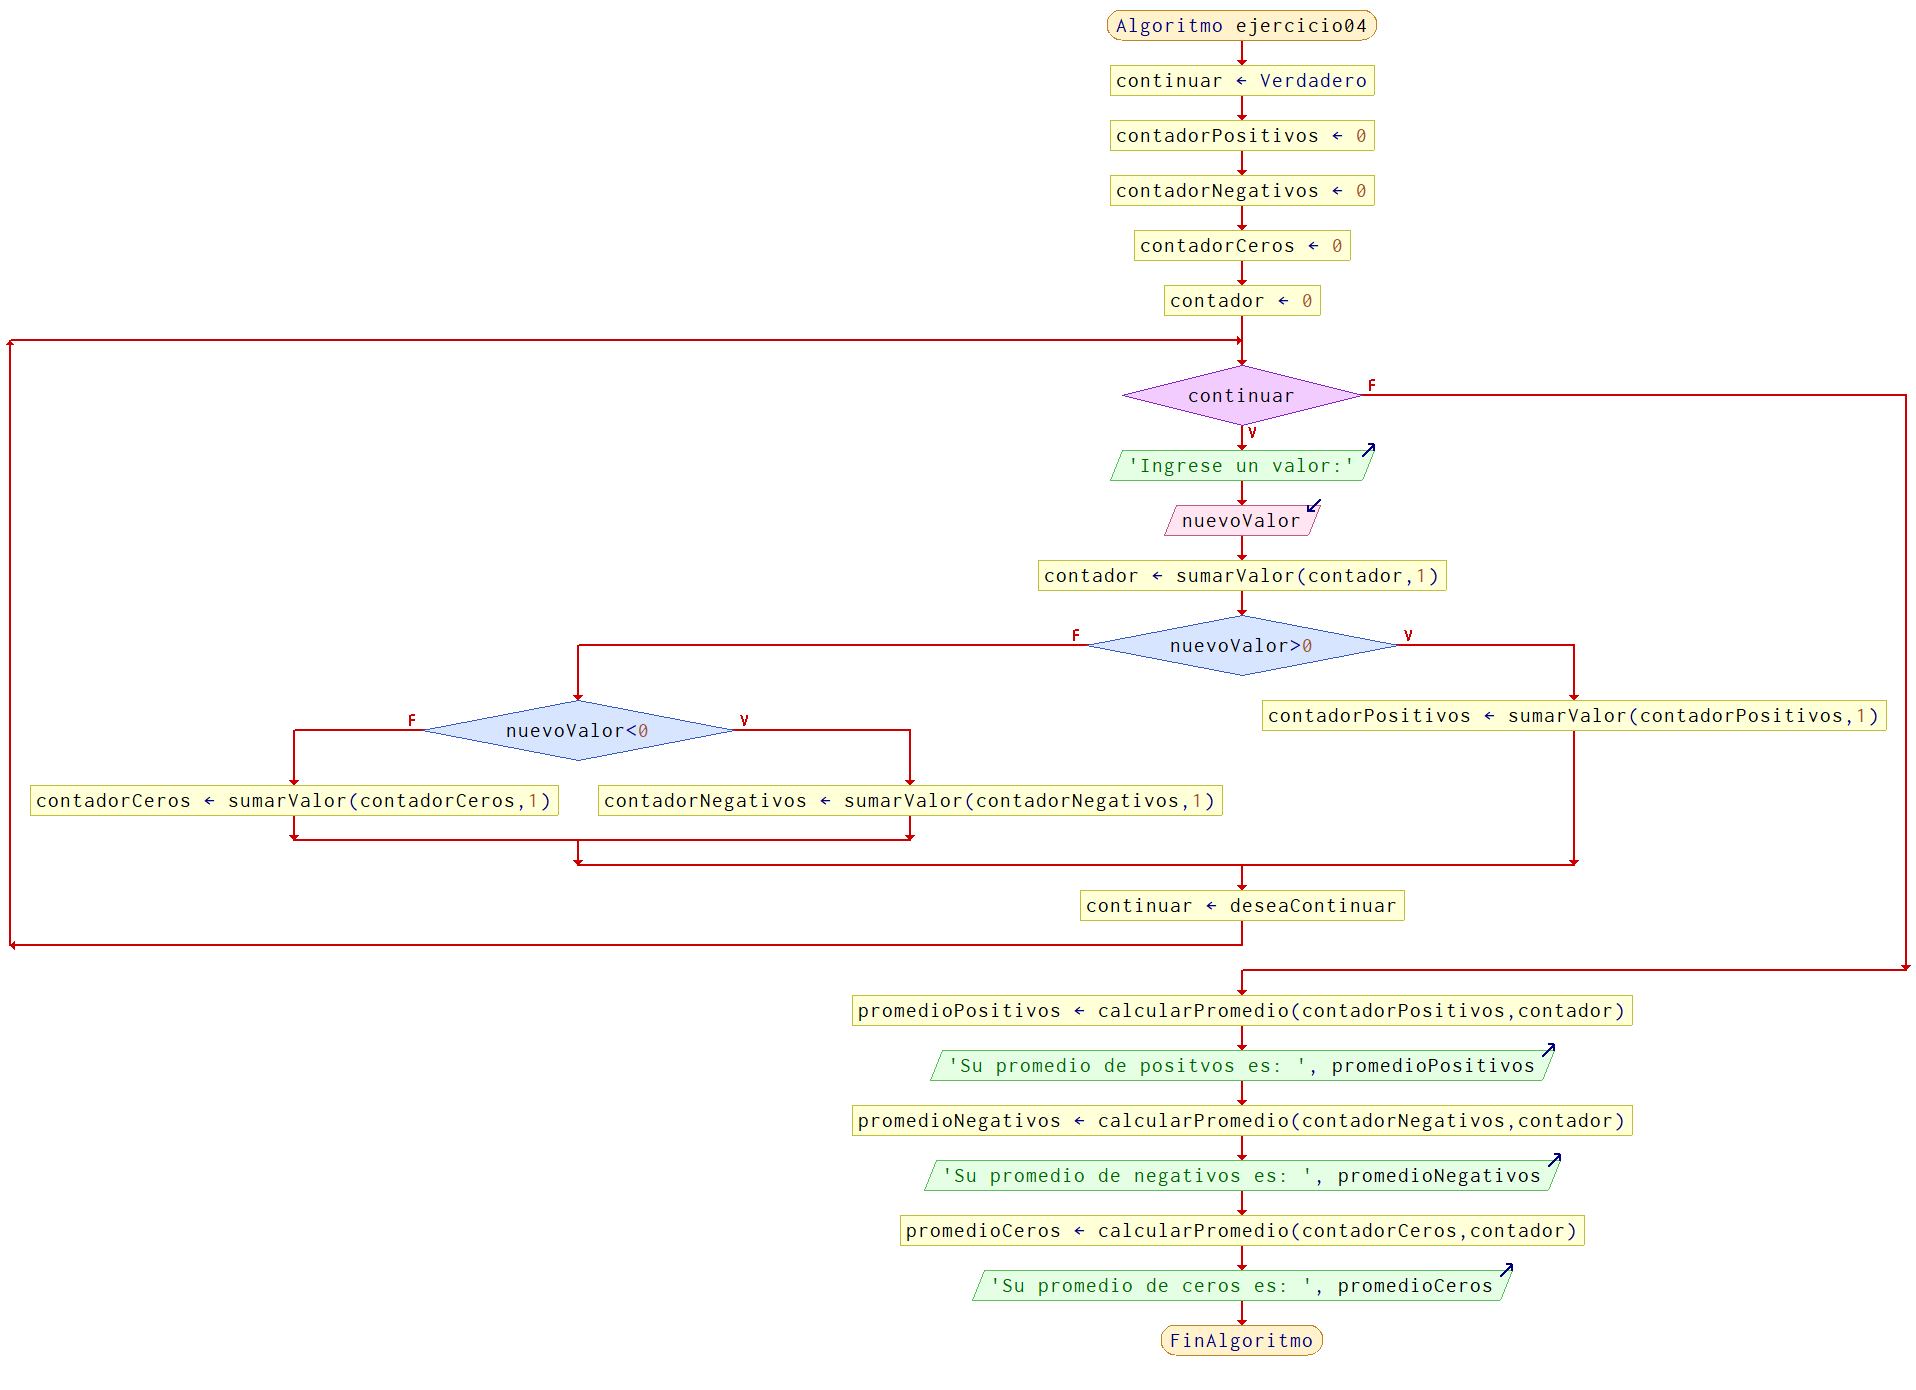 Algoritmo ejercicio04
continuar ← Verdadero
contadorPositivos ← 0
contadorNegativos ← 0
contadorCeros ← 0
contador ← 0
continuar
F
V
'Ingrese un valor:'
nuevoValor
contador ← sumarValor(contador,1)
nuevoValor>0
F
V
contadorPositivos ← sumarValor(contadorPositivos,1)
nuevoValor<0
F
V
contadorCeros ← sumarValor(contadorCeros,1)
contadorNegativos ← sumarValor(contadorNegativos,1)
continuar ← deseaContinuar
promedioPositivos ← calcularPromedio(contadorPositivos,contador)
'Su promedio de positvos es: ', promedioPositivos
promedioNegativos ← calcularPromedio(contadorNegativos,contador)
'Su promedio de negativos es: ', promedioNegativos
promedioCeros ← calcularPromedio(contadorCeros,contador)
'Su promedio de ceros es: ', promedioCeros
FinAlgoritmo